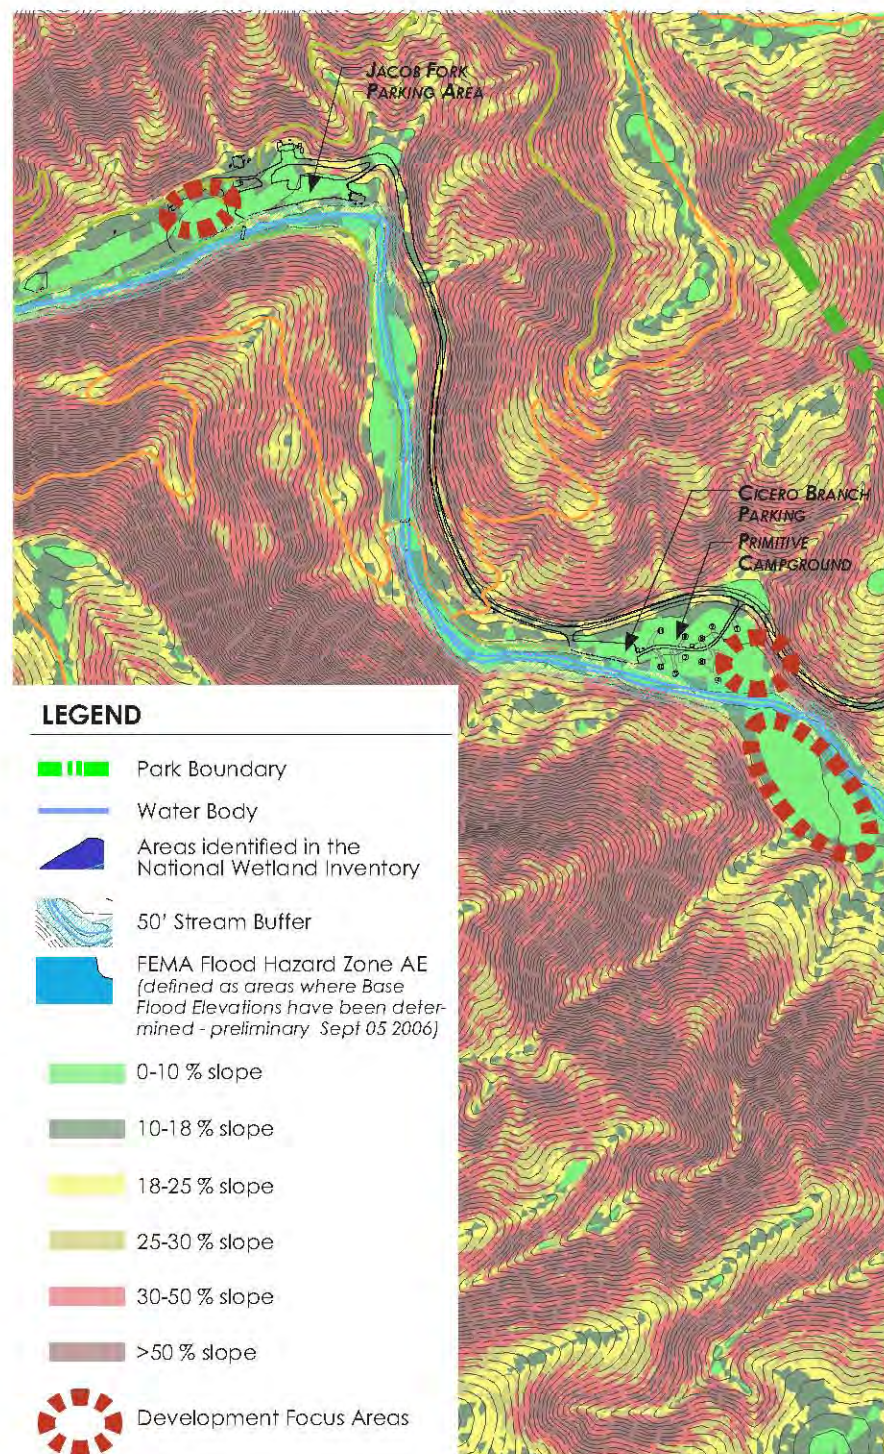 JACOB FORK
PARKING AREA
CICERO BRANCH
PARKING
PRIMITIVE
CAMPGROUND
LEGEND
Park Boundary
Water Body
Areas identified in the
National Wetland Inventory
50' Stream Buffer
FEMA Flood Hazard Zone AE
(defined as areas where Base
Flood Elevations have been deter-
mined - preliminary Sept 05 2006)
0-10 % slope
10-18 % slope
18-25 % slope
25-30 % slope
30-50 % slope
>50 % slope
Development Focus Areas